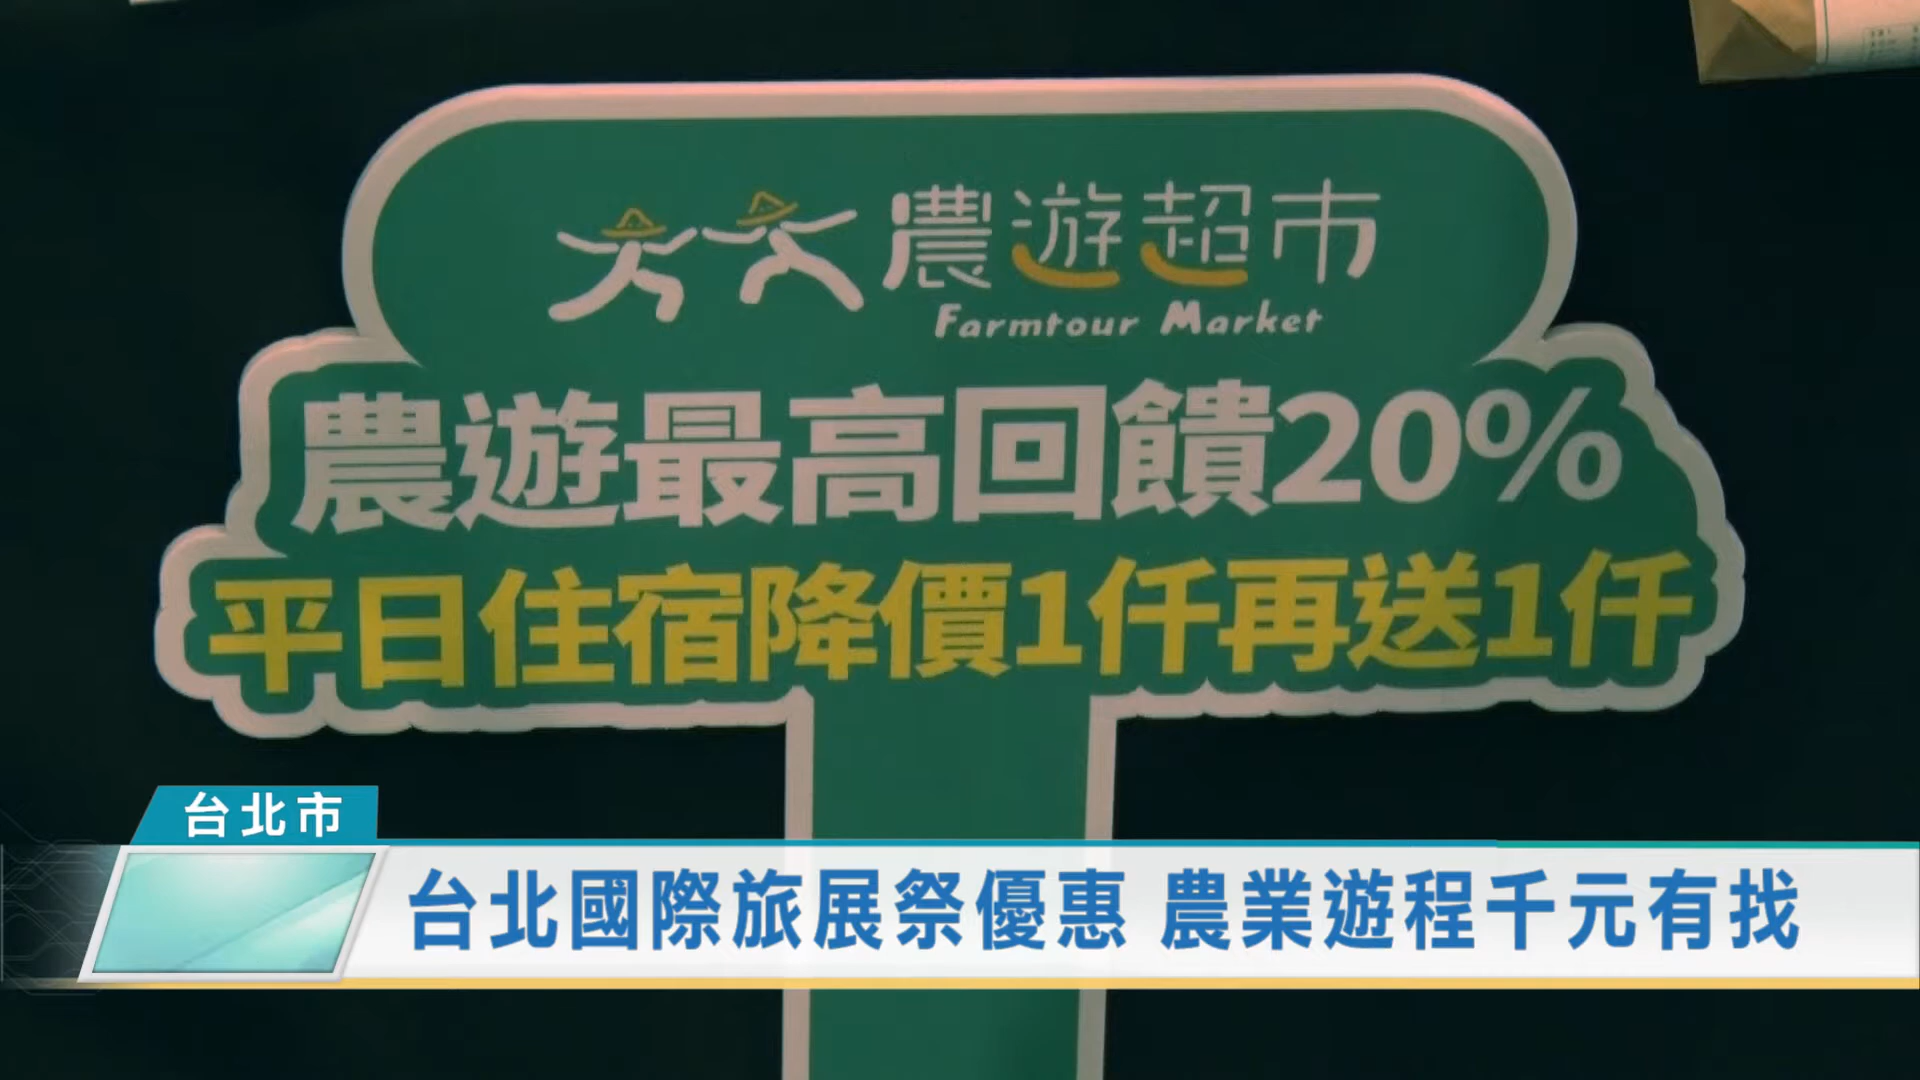 農遊超市
Farmtour Market
農遊最高回饋20%
平日住宿降價1仟再送1仟
台北市
台北國際旅展祭優惠 農業遊程千元有找